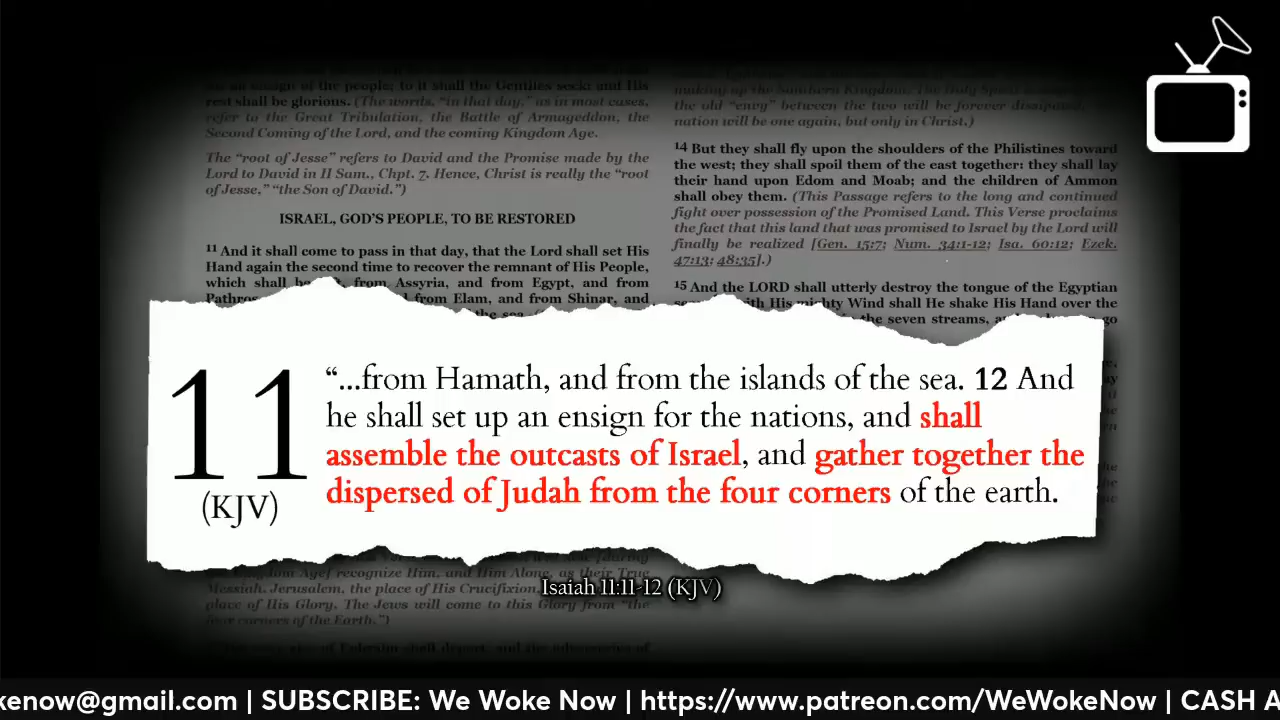 rest shall be glorious. (The words, “in that day,” as in most cases,
refer to the Great Tribulation, the Battle of Armageddon, the
Second Coming of the Lord, and the coming Kingdom Age.
The “root of Jesse” refers to David and the Promise made by the
Lord to David in II Sam., Chpt. 7. Hence, Christ is really the “root
of Jesse,” “the Son of David.”)
ISRAEL, GOD’S PEOPLE, TO BE RESTORED
11 And it shall come to pass in that day, that the Lord shall set His
Hand again the second time to recover the remnant of His People,
which shall be from Assyria, and from Egypt, and from
Pathros from Elam, and from Shinar, and
the sea.
making up the Southern Kingdom. The Holy Spirit
the old “envy” between the two will be forever dissipated,
nation will be one again, but only in Christ.)
14 But they shall fly upon the shoulders of the Philistines toward
the west; they shall spoil them of the east together: they shall lay
their hand upon Edom and Moab; and the children of Ammon
shall obey them. (This Passage refers to the long and continued
fight over possession of the Promised Land. This Verse proclaims
the fact that this land that was promised to Israel by the Lord will
finally be realized [Gen. 15:7; Num. 34:1-12; Isa. 60:12; Ezek.
47:13; 48:35].)
15 And the LORD shall utterly destroy the tongue of the Egyptian
with His mighty Wind shall He shake His Hand over the
the seven streams, go
11
(KJV)
“...from Hamath, and from the islands of the sea. 12 And
he shall set up an ensign for the nations, and shall
assemble the outcasts of Israel, and gather together the
dispersed of Judah from the four corners of the earth.
Age] recognize Him, and Him Along, as their True
Messiah. Jerusalem, the place of His Crucifixion,
place of His Glory. The Jews will come to this Glory from “the
four corners of the Earth.”)
Isaiah 11:11-12 (KJV)
kenow@gmail.com | SUBSCRIBE: We Woke Now | https://www.patreon.com/WeWokeNow | CASH A